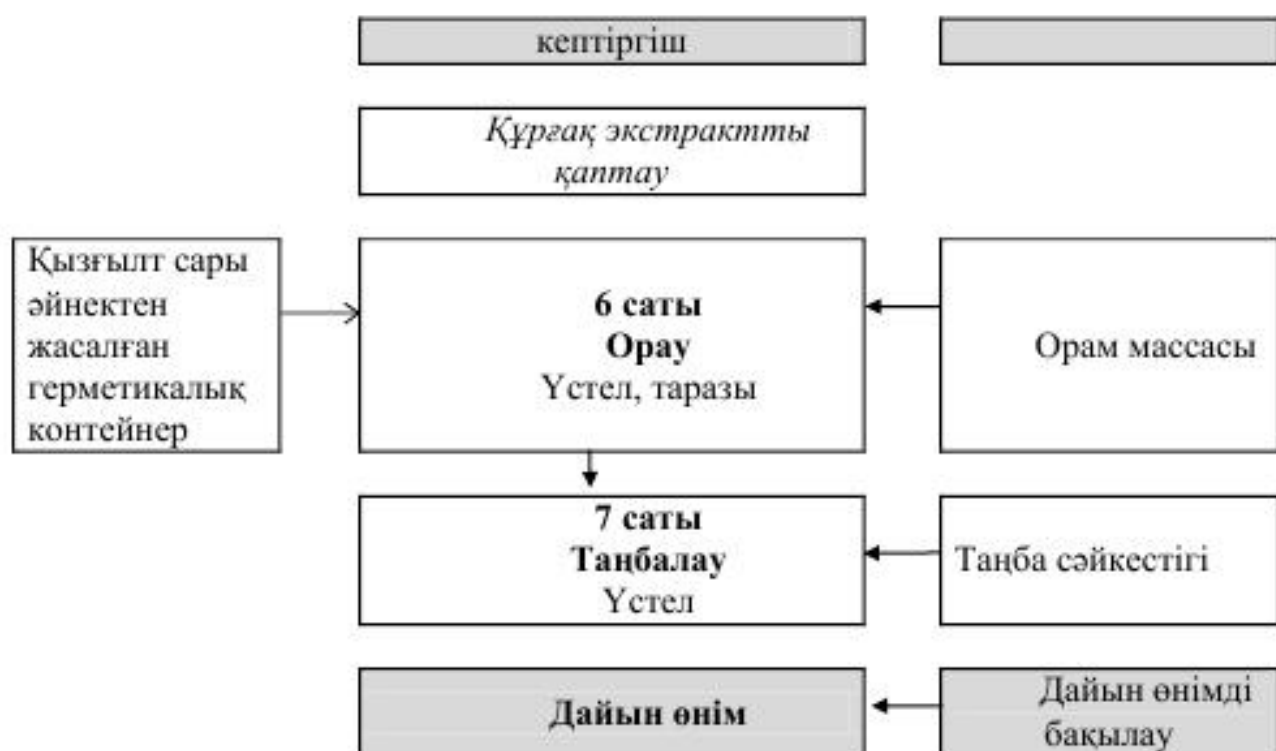 кептіргіш
Құрғақ экстрактты
қаптау
Қызғылт сары
әйнектен
жасалған
герметикалық
контейнер
6 саты
Орау
Үстел, таразы
Орам массасы
7 саты
Таңбалау
Үстел
Таңба сәйкестігі
Дайын өнім
Дайын өнімді
бақылау